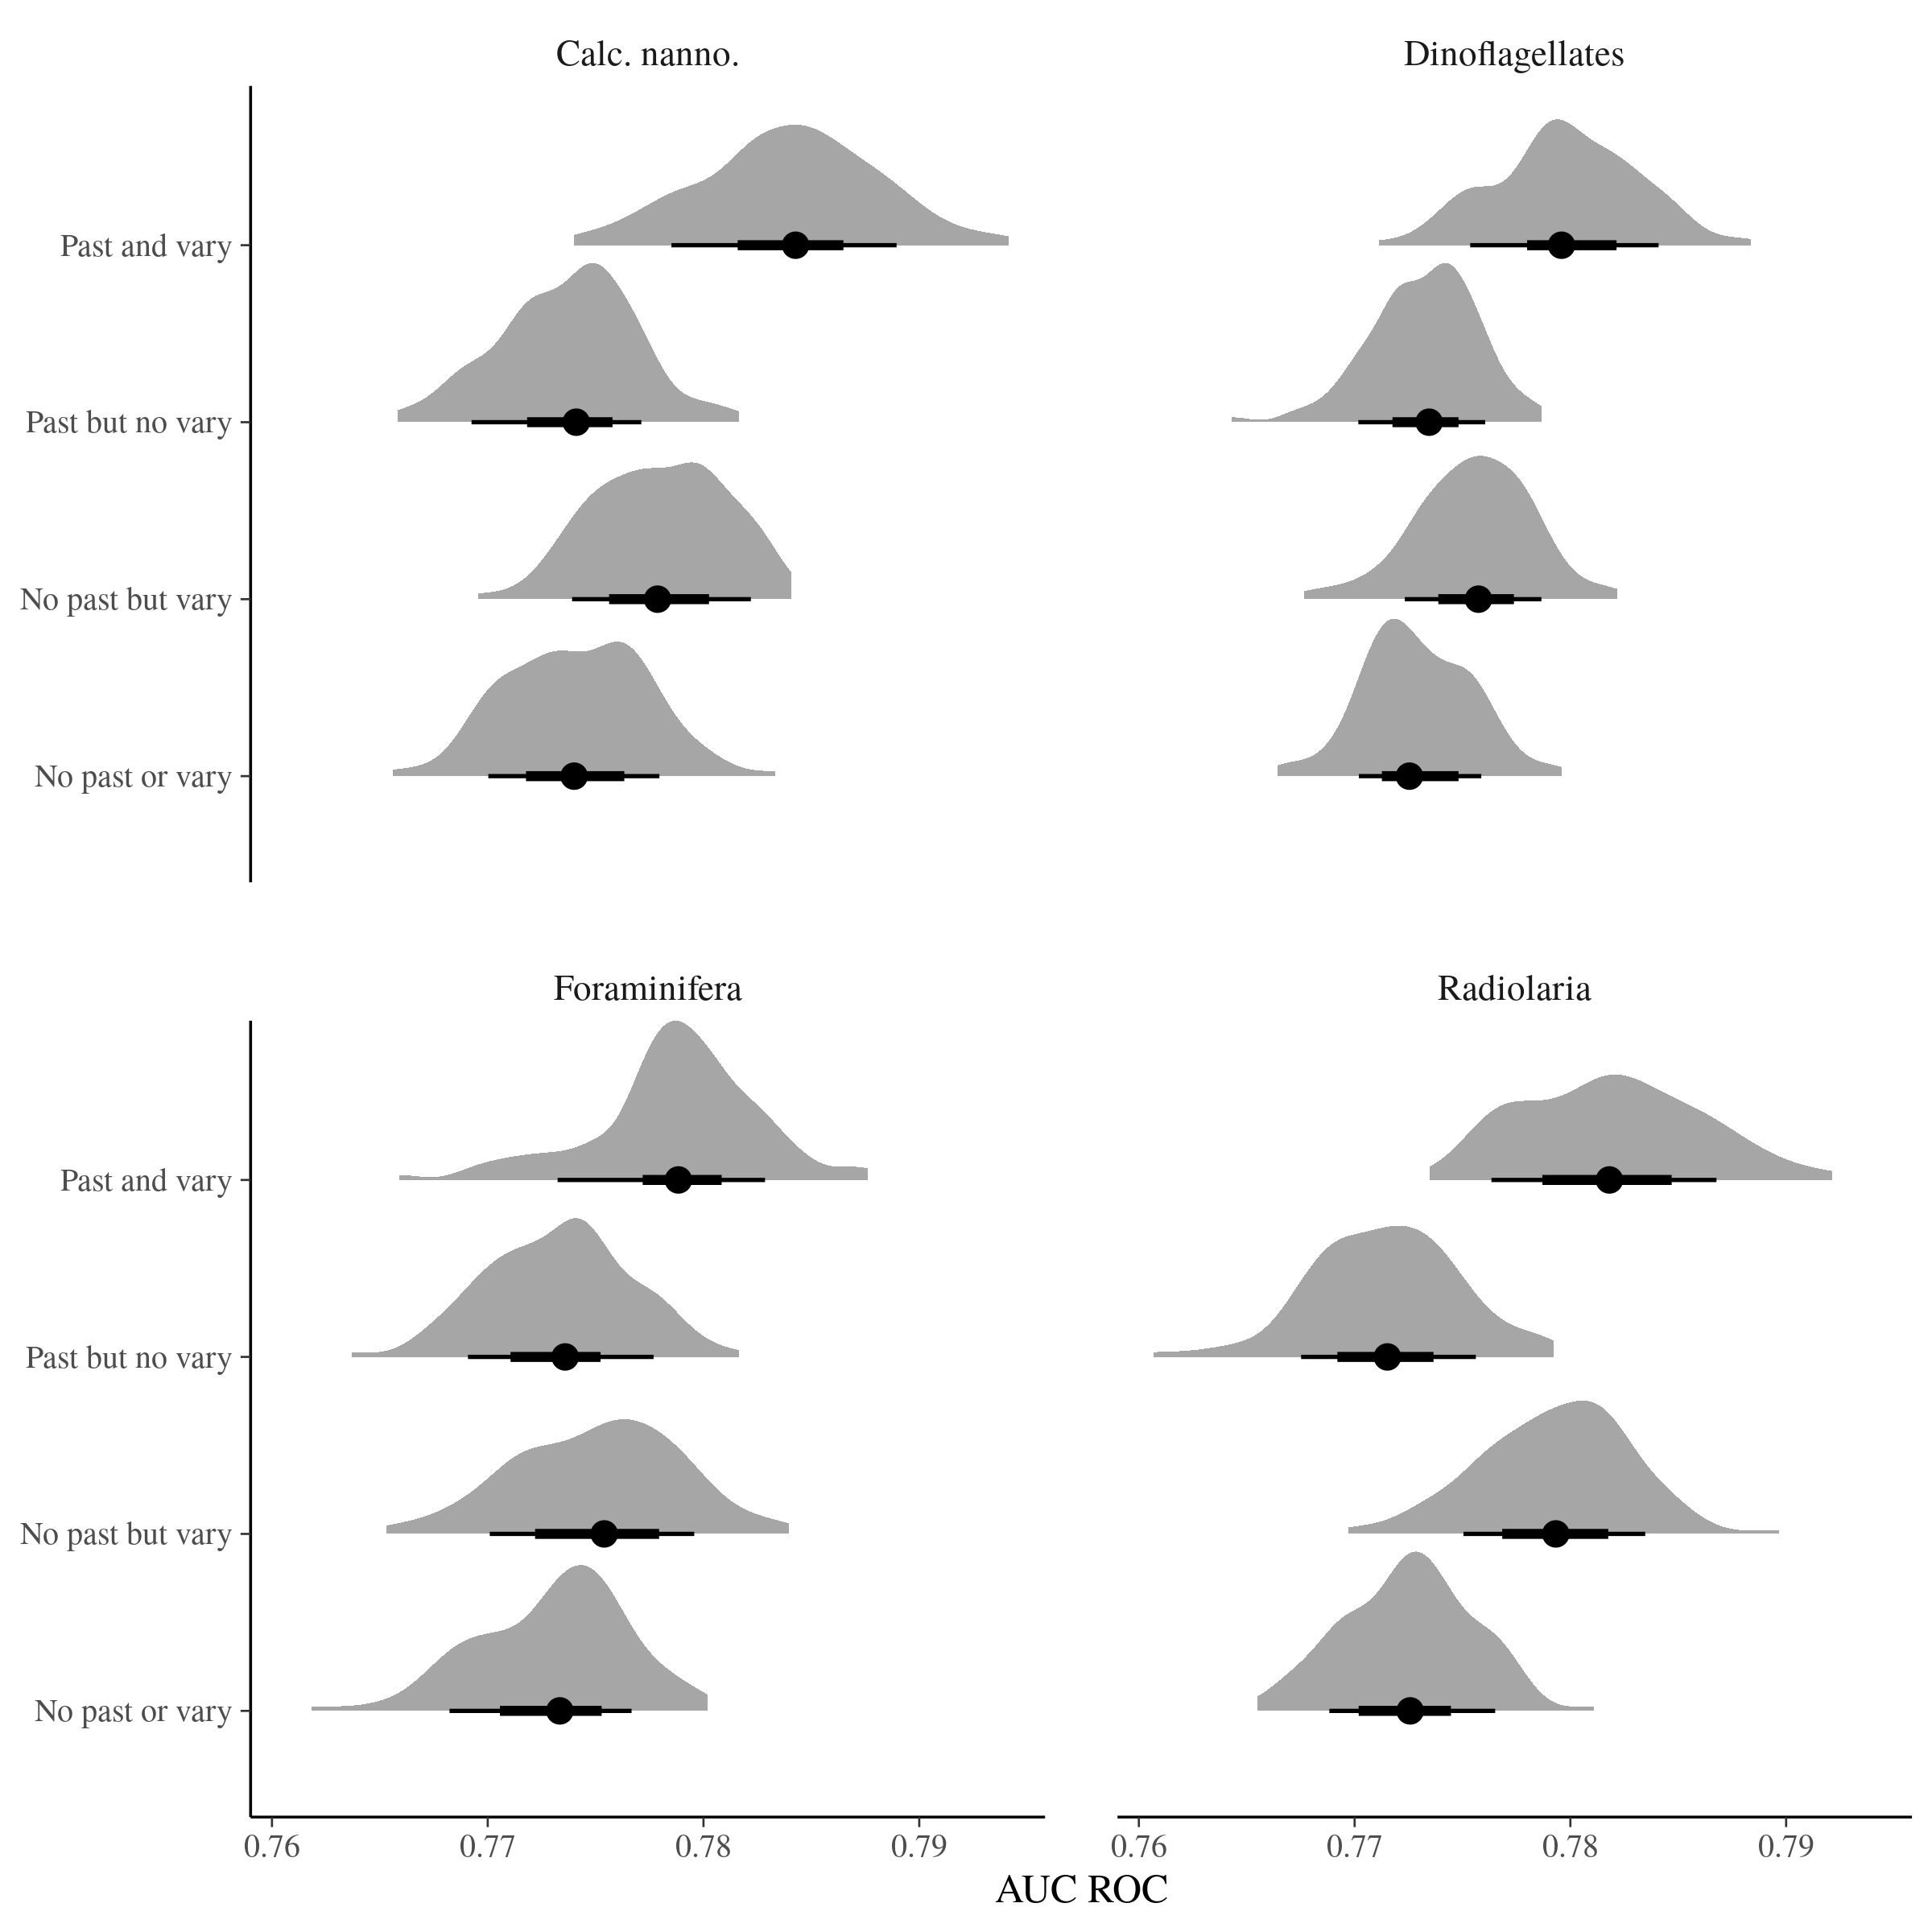 Calc. nanno.
Dinoflagellates
Past and vary
Past but no vary
No past but vary
No past or vary
Foraminifera
Radiolaria
Past and vary
Past but no vary
No past but vary
No past or vary
0.76 0.77 0.78 0.79 0.76 0.77 0.78 0.79
AUC ROC